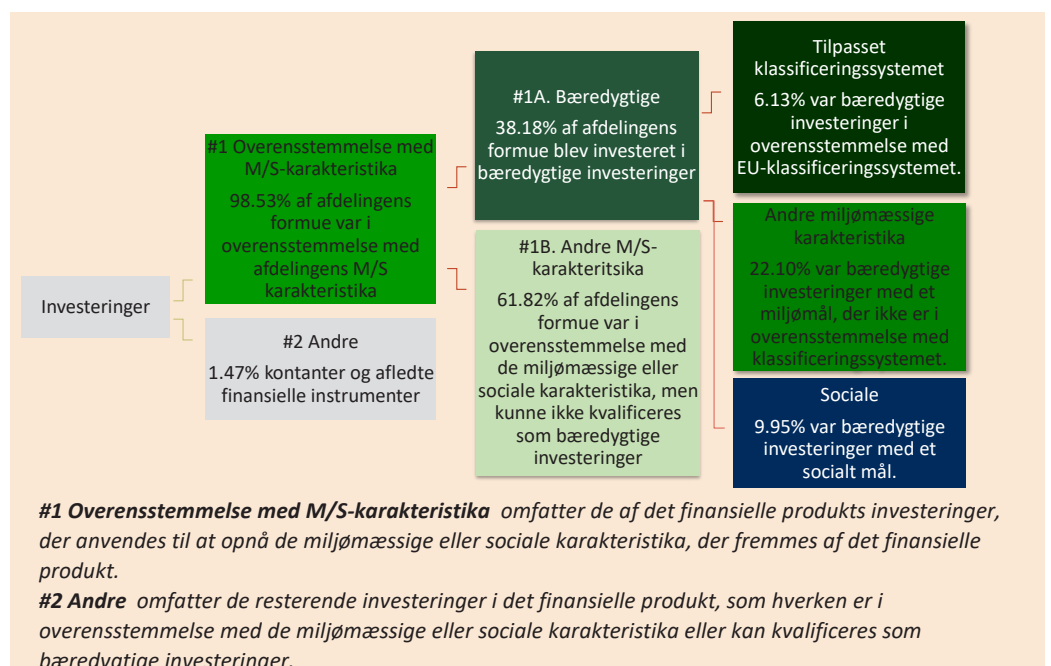 Investeringer
#1 Overensstemmelse med
M/S-karakteristika
98.53% af afdelingens
formue var i
overensstemmelse med
afdelingens M/S
karakteristika
#2 Andre
1.47% kontanter og afledte
finansielle instrumenter
#1A. Bæredygtige
38.18% af afdelingens
formue blev investeret i
bæredygtige investeringer
#1B. Andre M/S-
karakteritsika
61.82% af afdelingens
formue var i
overensstemmelse med
de miljømæssige eller
sociale karakteristika, men
kunne ikke kvalificeres
som bæredygtige
investeringer
Tilpasset
klassificeringssystemet
6.13% var bæredygtige
investeringer i
overensstemmelse med
EU-klassificeringssystemet.
Andre miljømæssige
karakteristika
22.10% var bæredygtige
investeringer med et
miljømål, der ikke er i
overensstemmelse med
klassificeringssystemet.
Sociale
9.95% var bæredygtige
investeringer med et
socialt mål.
#1 Overensstemmelse med M/S-karakteristika omfatter de af det finansielle produkts investeringer,
der anvendes til at opnå de miljømæssige eller sociale karakteristika, der fremmes af det finansielle
produkt.
#2 Andre omfatter de resterende investeringer i det finansielle produkt, som hverken er i
overensstemmelse med de miljømæssige eller sociale karakteristika eller kan kvalificeres som
bæredygtige investeringer.